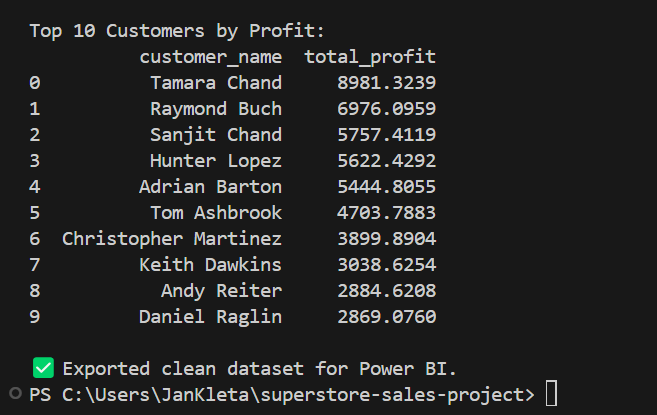 Top 10 Customers by Profit:
customer_name total_profit
0 Tamara Chand 8981.3239
1 Raymond Buch 6976.0959
2 Sanjit Chand 5757.4119
3 Hunter Lopez 5622.4292
4 Adrian Barton 5444.8055
5 Tom Ashbrook 4703.7883
6 Christopher Martinez 3899.8904
7 Keith Dawkins 3038.6254
8 Andy Reiter 2884.6208
9 Daniel Raglin 2869.0760
✅ Exported clean dataset for Power BI.
PS C:\Users\JanKleta\superstore-sales-project>